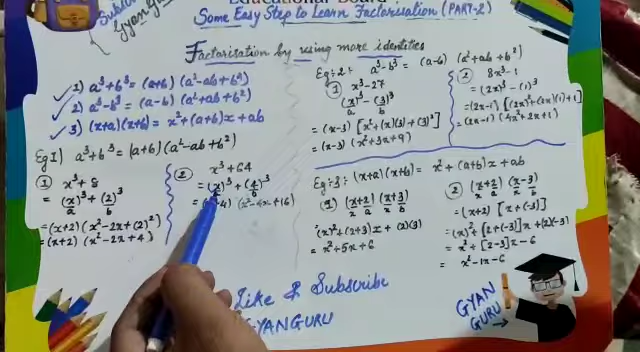 Educational Board
Some Easy Step to Learn Factorisation (PART-2)
Subscribe
Gyan Guru
Factorisation by using more identities
1) a³+b³ = (a+b) (a²-ab+b²)
2) a³-b³ = (a-b) (a²+ab+b²)
3) (x+a)(x+b) = x²+(a+b)x+ab
Eg 1) a³+b³ = (a+b) (a²-ab+b²)
① x³+8
= (x)³ + (2)³
a b
= (x+2) (x²-2x+(2)²)
= (x+2) (x²-2x+4)
② x³+64
= (x)³ + (4)³
b
(x²-4x+16)
Eg:2: a³-b³ = (a-b) (a²+ab+b²)
① x³-27
(x)³ - (3)³
a b
= (x-3) [x²+(x)(3)+(3)²]
= (x-3) (x²+3x+9)
② 8x³-1
= (2x)³ - (1)³
= (2x-1) [(2x)²+(2x)(1)+1]
= (2x-1) (4x²+2x+1)
Eg:3: (x+a)(x+b) = x²+(a+b)x+ab
(x+2) (x+3)
x a x b
(x)²+(2+3)x+(2)(3)
= x²+5x+6
② (x+2) (x-3)
x a x b
= (x+2) [x+(-3)]
= (x)²+[2+(-3)]x+(2)(-3)
= x²+[2-3]x-6
= x²-1x-6
Like & Subscribe
GYANGURU
GYAN
GURU